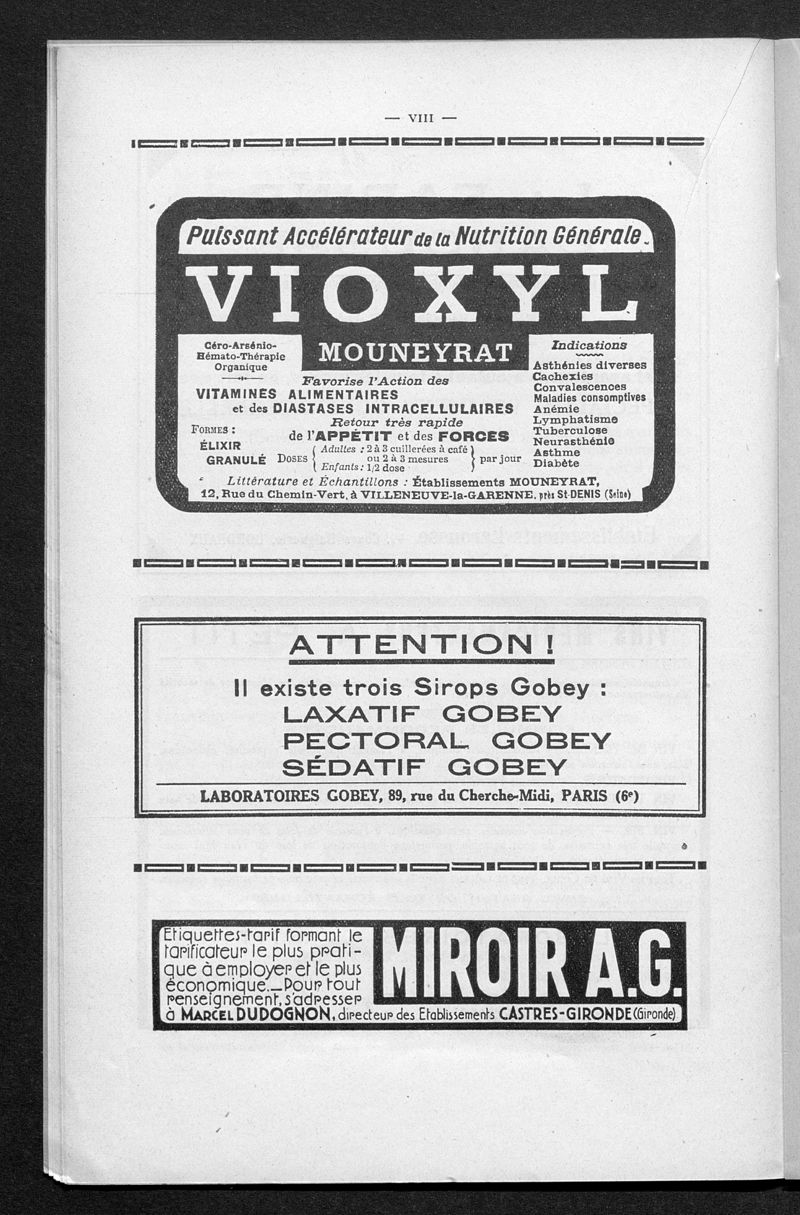 — VIII —
Puissant Accélérateur de la Nutrition Générale.
VIOXYL
MOUNEYRAT
Céro-Arsénio-
Hémato-Thérapie
Organique
Favorise l'Action des
VITAMINES ALIMENTAIRES
et des DIASTASES INTRACELLULAIRES
Retour très rapide
de l'APPÉTIT et des FORCES
FORMES :
ÉLIXIR
GRANULÉ
DOSES
Adultes : 2 à 3 cuillerées à café
ou 2 à 3 mesures
Enfants : 1/2 dose
par jour
Indications
Asthénies diverses
Cachexies
Convalescences
Maladies consomptives
Anémie
Lymphatisme
Tuberculose
Neurasthénie
Asthme
Diabète
Littérature et Échantillons : Établissements MOUNEYRAT,
12, Rue du Chemin-Vert, à VILLENEUVE-la-GARENNE, près St-DENIS (Seine)
ATTENTION !
Il existe trois Sirops Gobey :
LAXATIF GOBEY
PECTORAL GOBEY
SÉDATIF GOBEY
LABORATOIRES GOBEY, 89, rue du Cherche-Midi, PARIS (6e)
Etiquettes-tarif formant le
tarificateur le plus prati-
que à employer et le plus
économique._Pour tout
renseignement, s'adresser
à MARCEL DUDOGNON, directeur des Etablissements CASTRES-GIRONDE (Gironde)
MIROIR A.G.